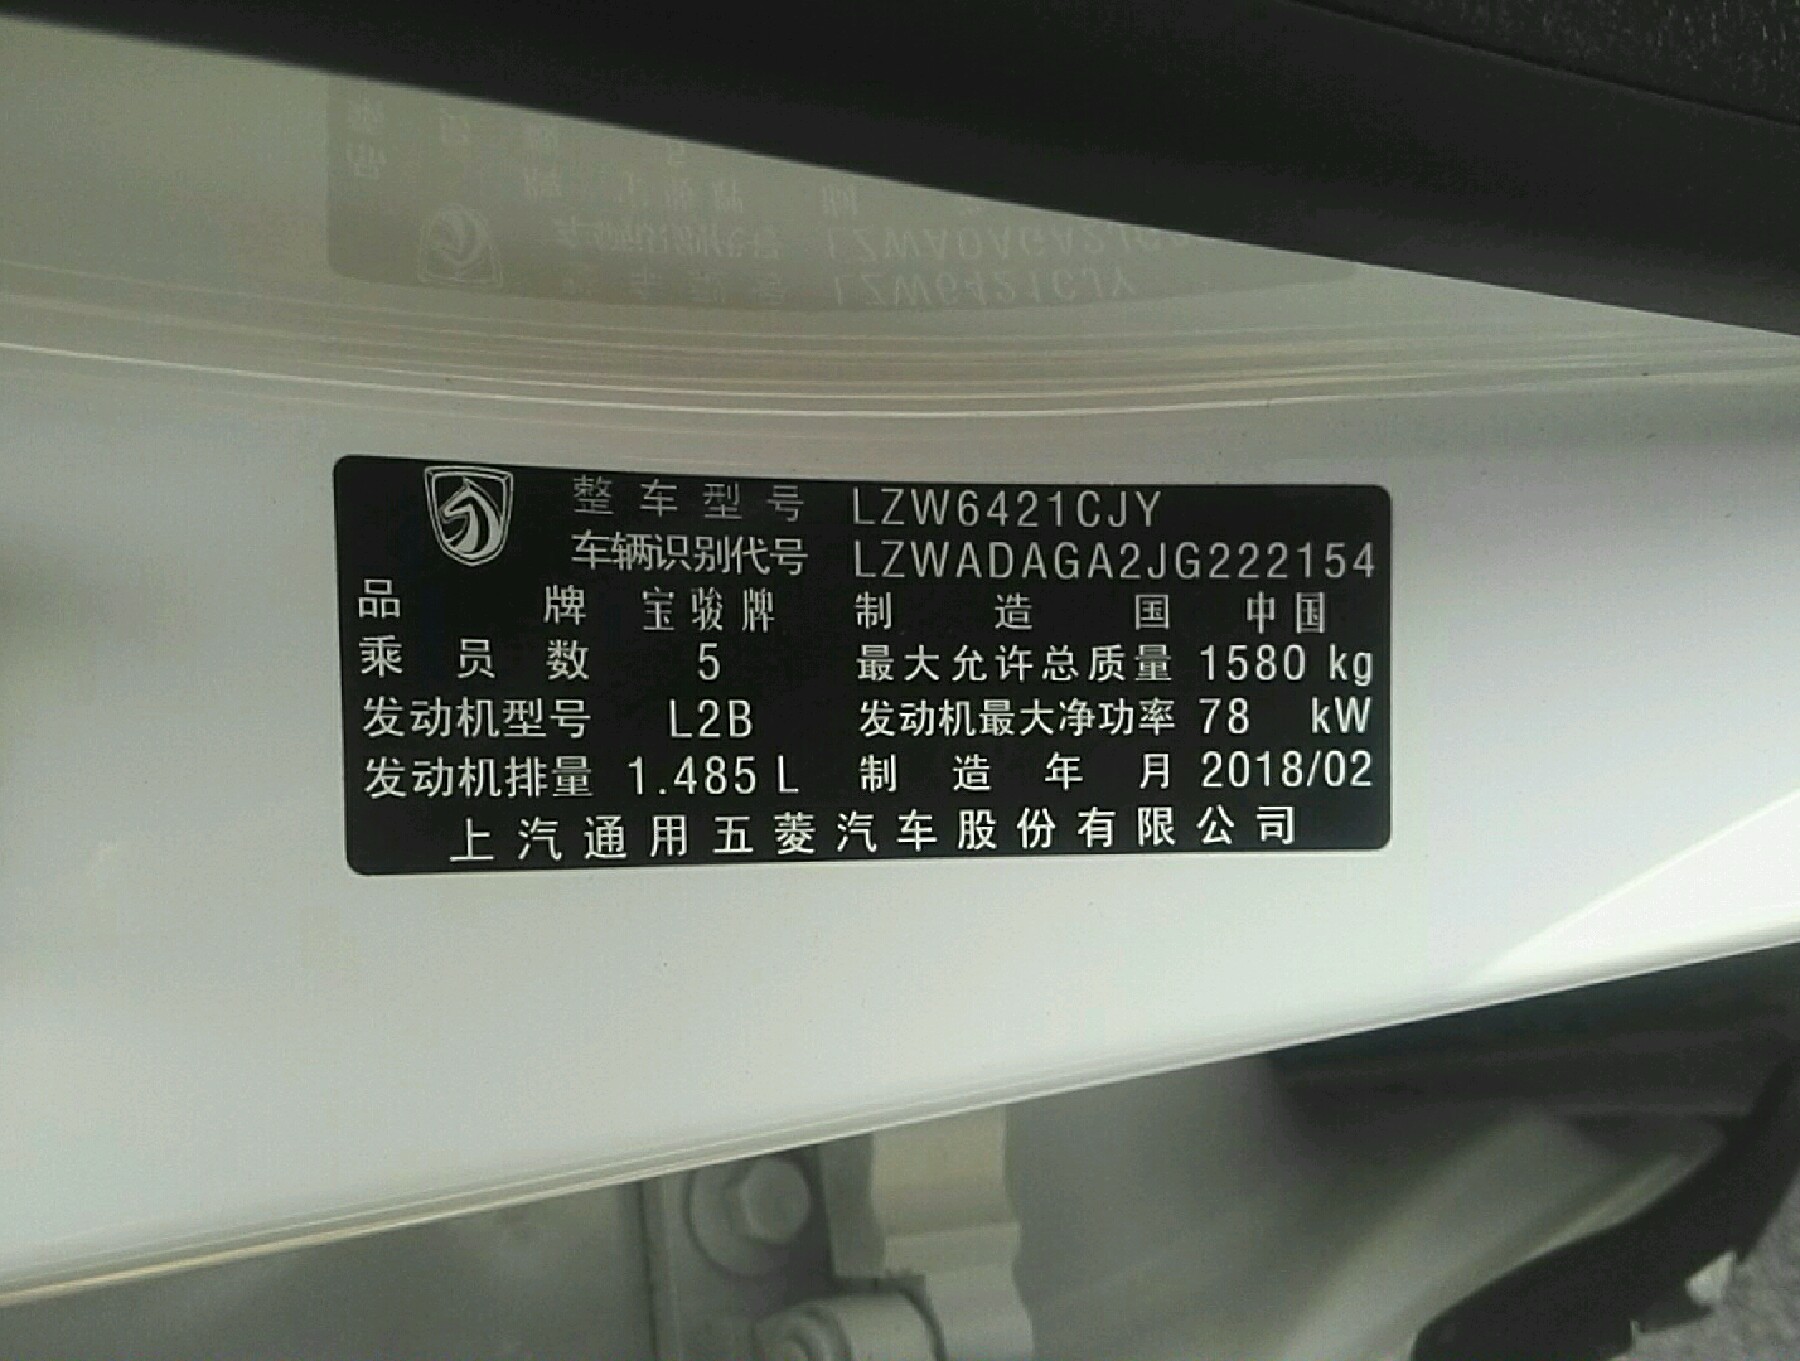 整车型号 LZW6421CJY
车辆识别代号 LZWADAGA2JG222154
品牌 宝骏牌 制造国 中国
乘员数 5 最大允许总质量 1580 kg
发动机型号 L2B 发动机最大净功率 78 kW
发动机排量 1.485 L 制造年月 2018/02
上汽通用五菱汽车股份有限公司